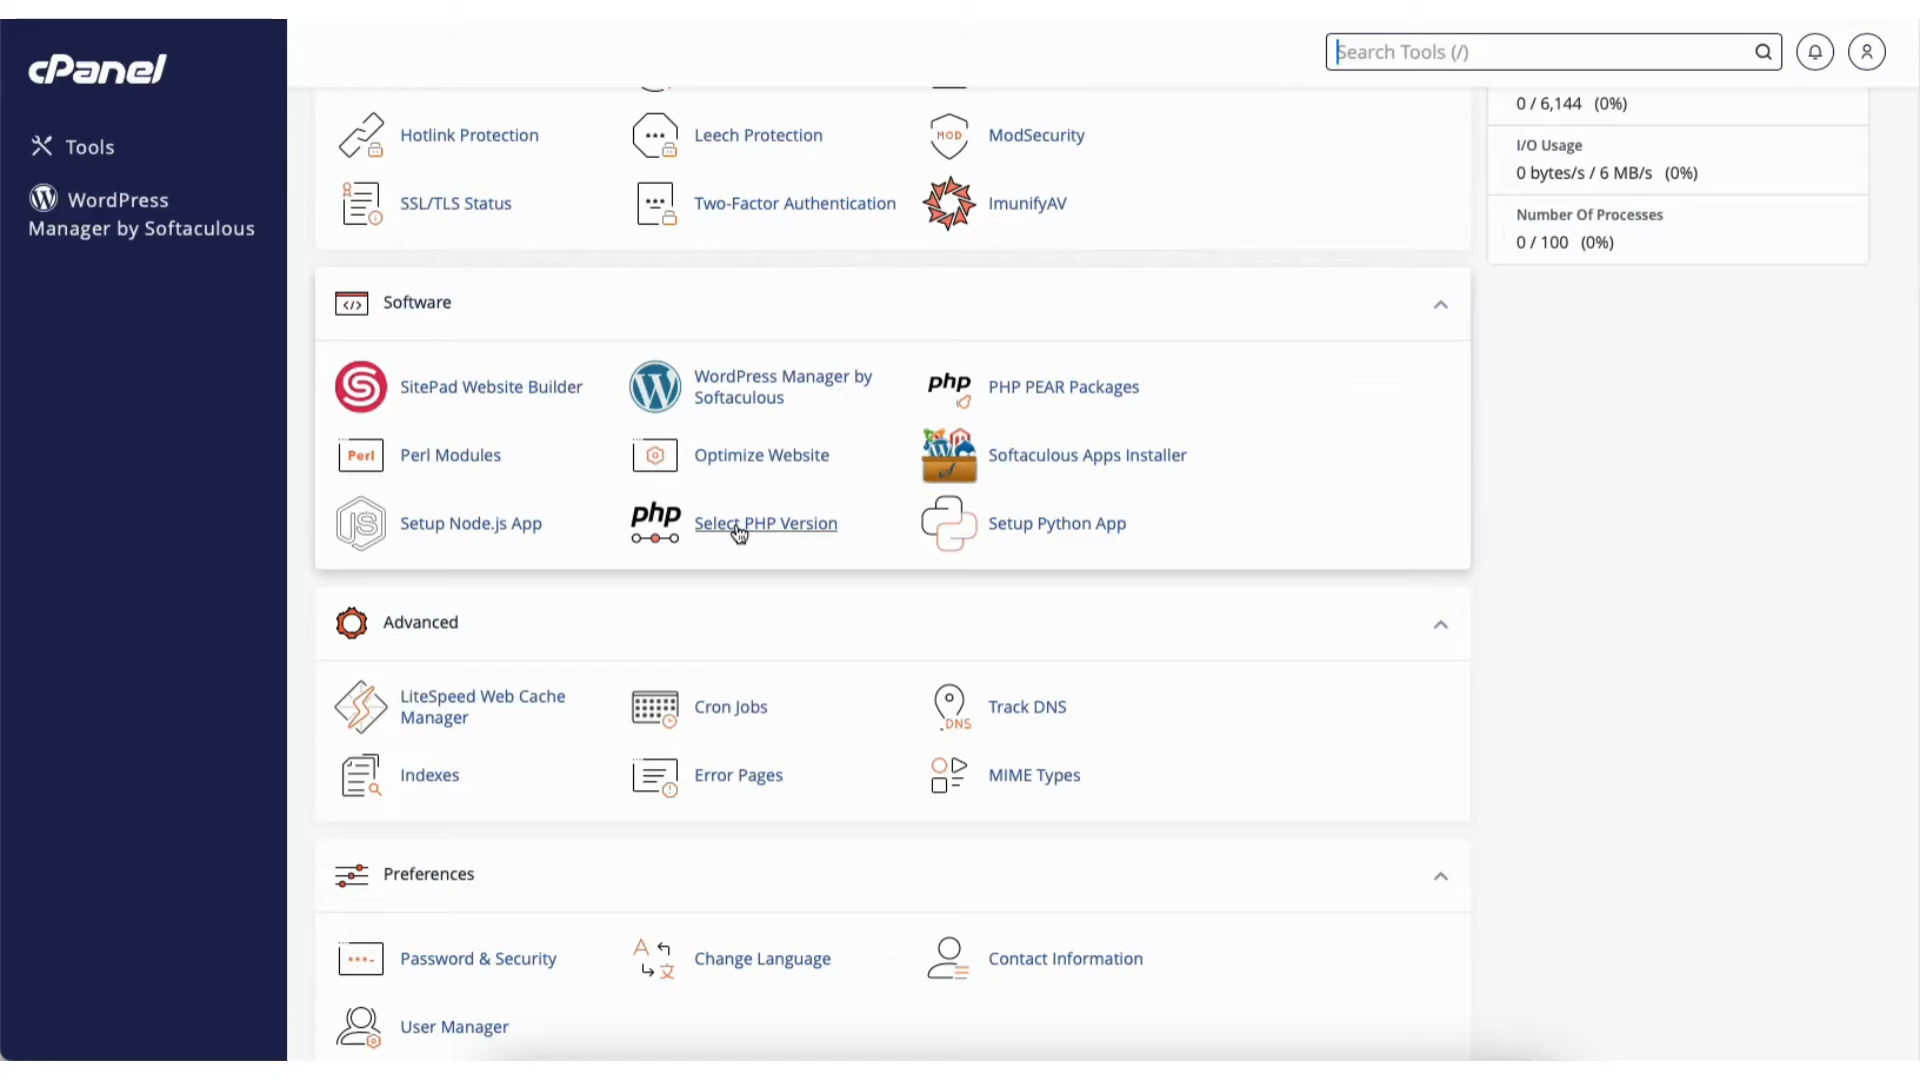 cPanel
Search Tools (/)
Tools
WordPress
Manager by Softaculous
Hotlink Protection
Leech Protection
MOD
ModSecurity
SSL/TLS Status
Two-Factor Authentication
ImunifyAV
0 / 6,144 (0%)
I/O Usage
0 bytes/s / 6 MB/s (0%)
Number Of Processes
0 / 100 (0%)
Software
SitePad Website Builder
WordPress Manager by
Softaculous
php
PHP PEAR Packages
Perl
Perl Modules
Optimize Website
Softaculous Apps Installer
JS
Setup Node.js App
php
Select PHP Version
Setup Python App
Advanced
LiteSpeed Web Cache
Manager
Cron Jobs
.DNS
Track DNS
Indexes
Error Pages
MIME Types
Preferences
Password & Security
A
文
Change Language
Contact Information
User Manager